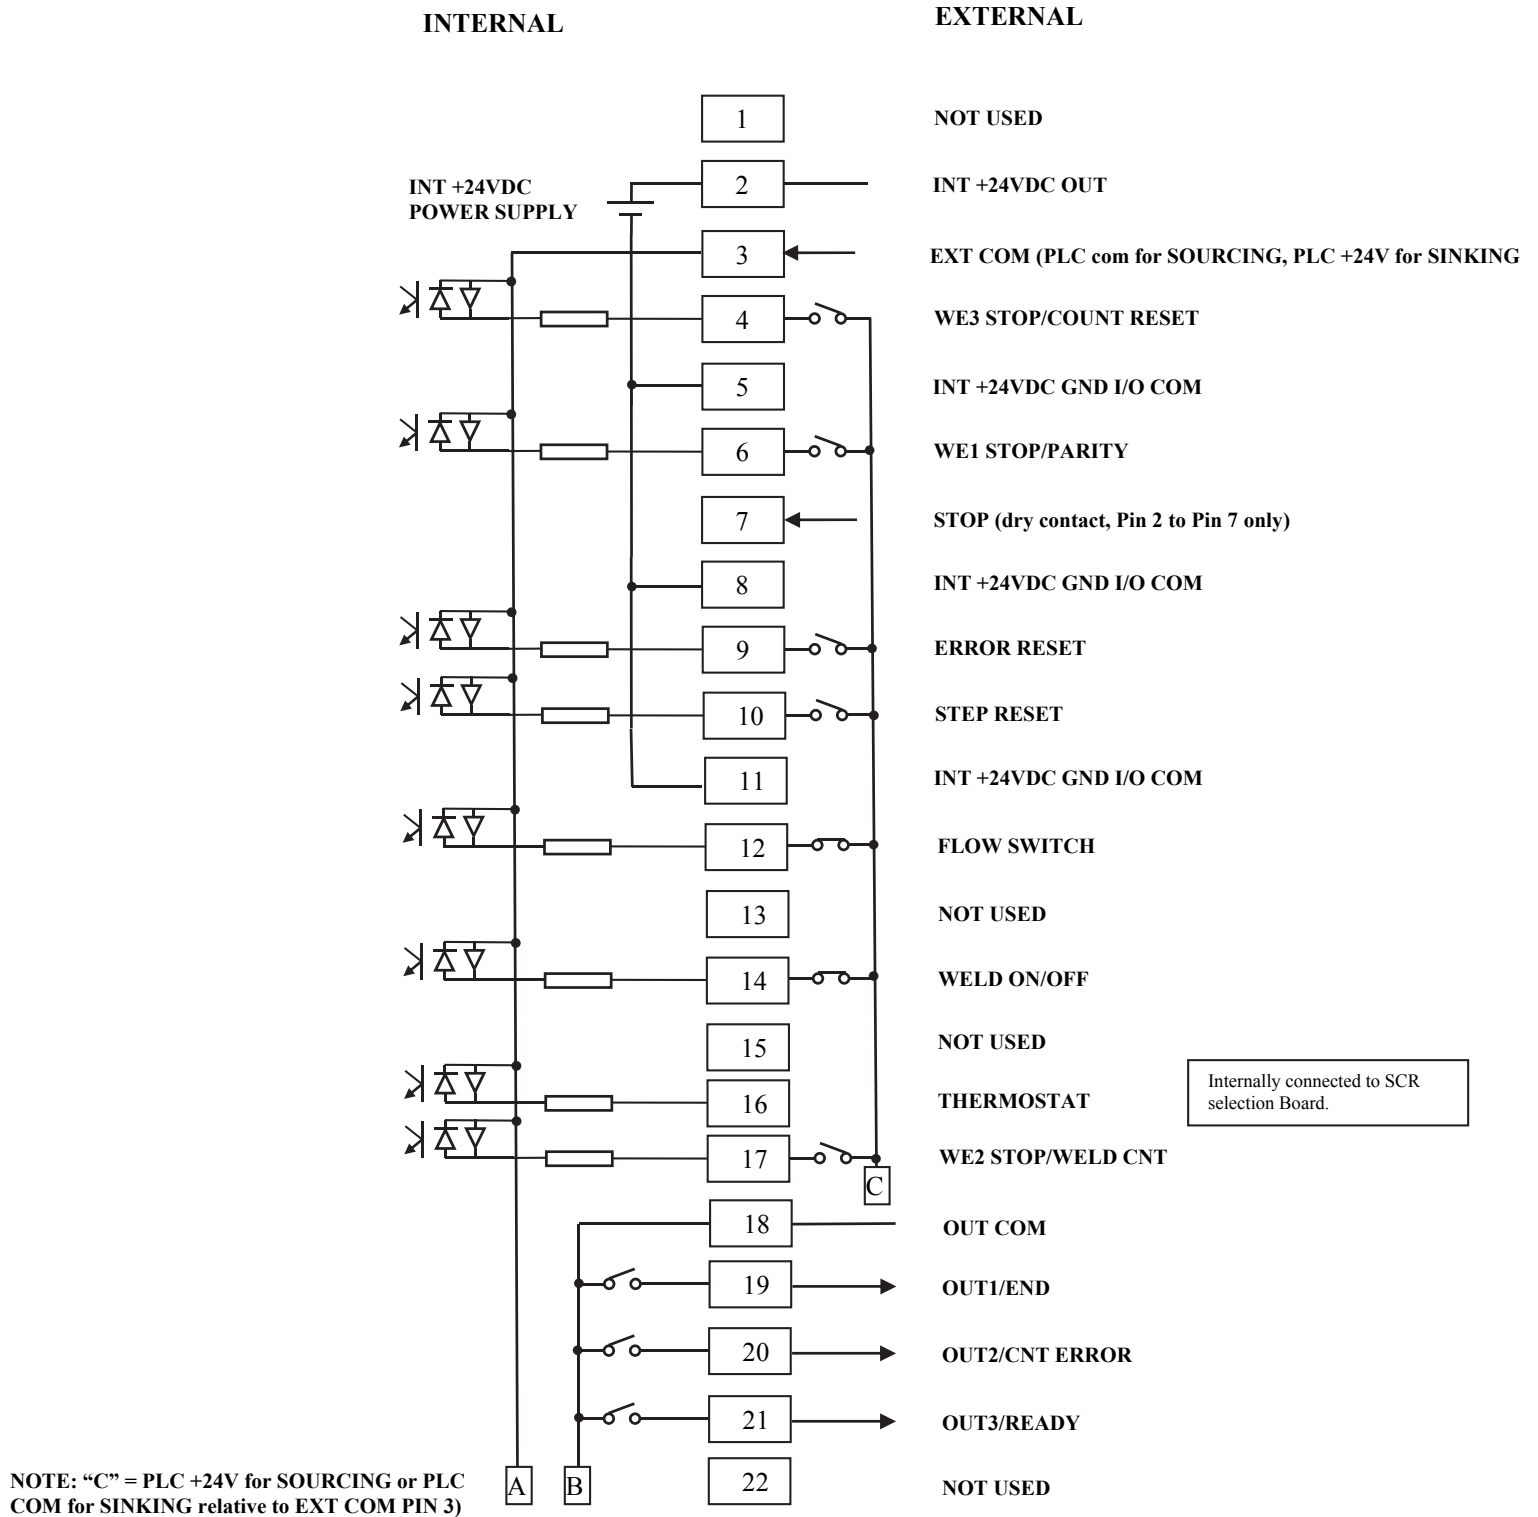 INTERNAL
EXTERNAL
1
NOT USED
INT +24VDC
POWER SUPPLY
2
INT +24VDC OUT
3
EXT COM (PLC com for SOURCING, PLC +24V for SINKING
4
WE3 STOP/COUNT RESET
5
INT +24VDC GND I/O COM
6
WE1 STOP/PARITY
7
STOP (dry contact, Pin 2 to Pin 7 only)
8
INT +24VDC GND I/O COM
9
ERROR RESET
10
STEP RESET
11
INT +24VDC GND I/O COM
12
FLOW SWITCH
13
NOT USED
14
WELD ON/OFF
15
NOT USED
16
THERMOSTAT
Internally connected to SCR
selection Board.
17
WE2 STOP/WELD CNT
C
18
OUT COM
19
OUT1/END
20
OUT2/CNT ERROR
21
OUT3/READY
22
NOT USED
A
B
NOTE: “C” = PLC +24V for SOURCING or PLC
COM for SINKING relative to EXT COM PIN 3)